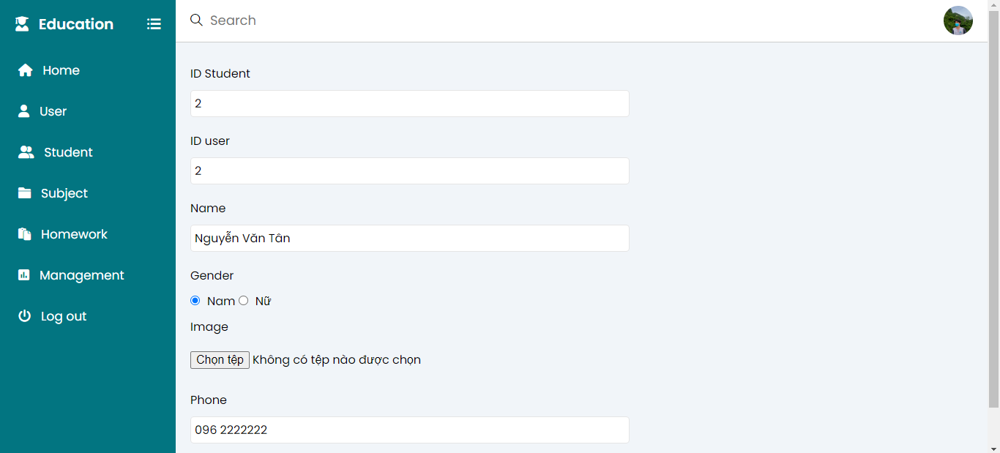 Education
Home
User
Student
Subject
Homework
Management
Log out
Search
ID Student
2
ID user
2
Name
Nguyễn Văn Tân
Gender
Nam Nữ
Image
Chọn tệp Không có tệp nào được chọn
Phone
096 2222222